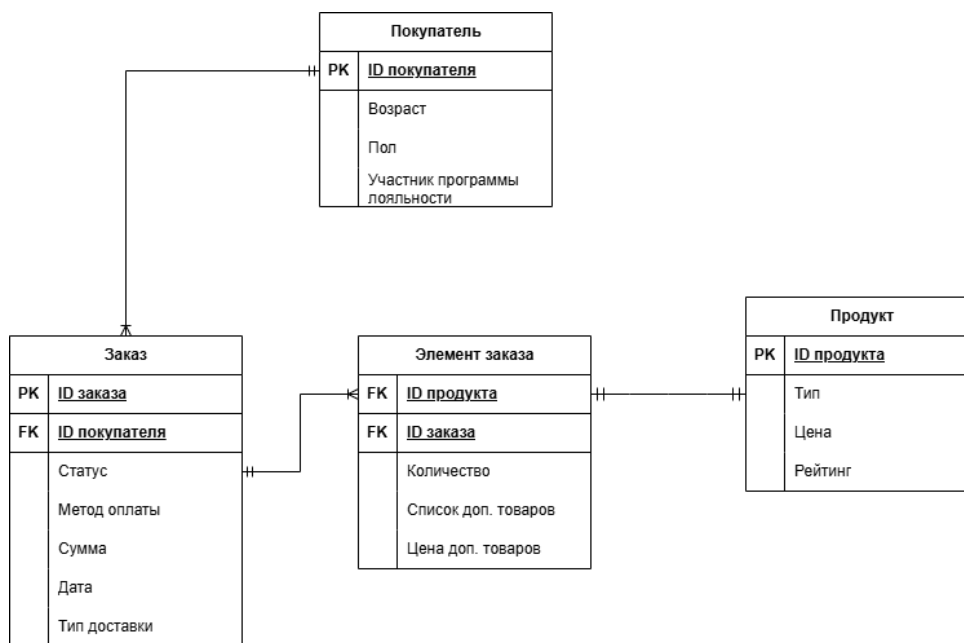 Покупатель
PK ID покупателя
Возраст
Пол
Участник программы
лояльности
Заказ
PK ID заказа
FK ID покупателя
Статус
Метод оплаты
Сумма
Дата
Тип доставки
Элемент заказа
FK ID продукта
FK ID заказа
Количество
Список доп. товаров
Цена доп. товаров
Продукт
PK ID продукта
Тип
Цена
Рейтинг